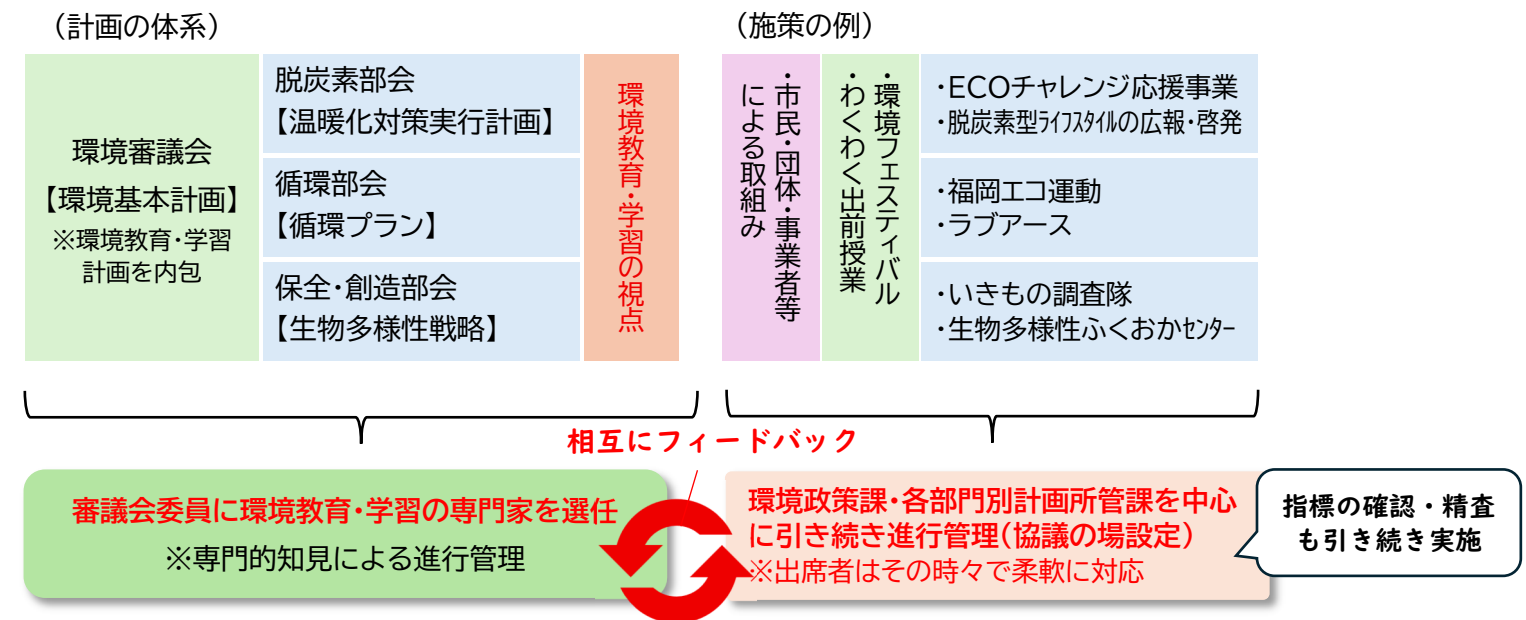 （計画の体系）
環境審議会
【環境基本計画】
※環境教育・学習
計画を内包
脱炭素部会
【温暖化対策実行計画】
循環部会
【循環プラン】
保全・創造部会
【生物多様性戦略】
環境教育・学習の視点
（施策の例）
・市民・団体・事業者等
による取組み
・環境フェスティバル
・わくわく出前授業
・ECOチャレンジ応援事業
・脱炭素型ﾗｲﾌｽﾀｲﾙの広報・啓発
・福岡エコ運動
・ラブアース
・いきもの調査隊
・生物多様性ふくおかｾﾝﾀｰ
相互にフィードバック
審議会委員に環境教育・学習の専門家を選任
※専門的知見による進行管理
環境政策課・各部門別計画所管課を中心
に引き続き進行管理（協議の場設定）
※出席者はその時々で柔軟に対応
指標の確認・精査
も引き続き実施